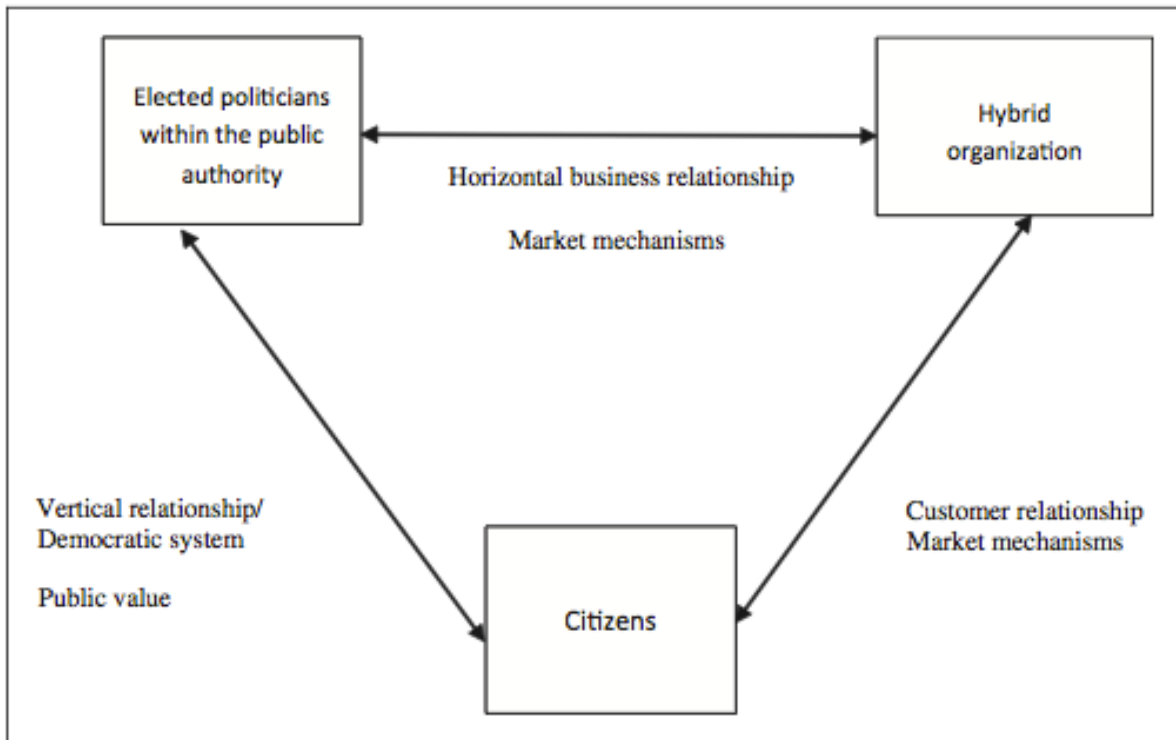 Elected politicians
within the public
authority
Hybrid
organization
Horizontal business relationship
Market mechanisms
Vertical relationship/
Democratic system
Public value
Customer relationship
Market mechanisms
Citizens